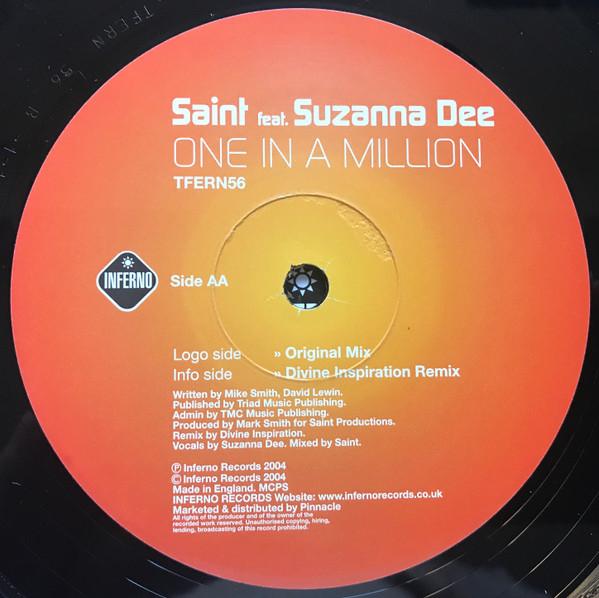 TFERN 56 B
Saint feat. Suzanna Dee
ONE IN A MILLION
TFERN56
INFERNO
Side AA
Logo side » Original Mix
Info side » Divine Inspiration Remix
Written by Mike Smith, David Lewin.
Published by Triad Music Publishing.
Admin by TMC Music Publishing.
Produced by Mark Smith for Saint Productions.
Remix by Divine Inspiration.
Vocals by Suzanna Dee. Mixed by Saint.
℗ Inferno Records 2004
© Inferno Records 2004
Made in England. MCPS
INFERNO RECORDS Website: www.infernorecords.co.uk
Marketed & distributed by Pinnacle
All rights of the producer and of the owner of the
recorded work reserved. Unauthorised copying, hiring,
lending, broadcasting of this record prohibited.